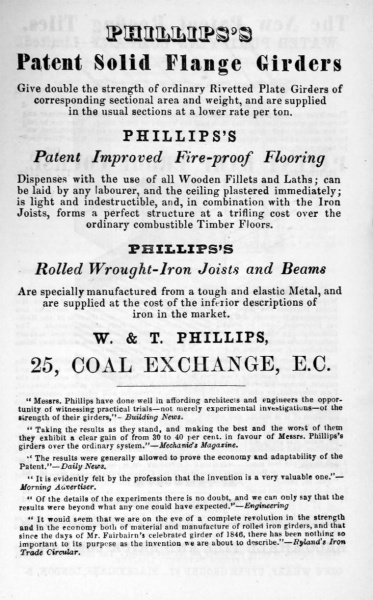 PHILLIPS'S
Patent Solid Flange Girders
Give double the strength of ordinary Rivetted Plate Girders of
corresponding sectional area and weight, and are supplied
in the usual sections at a lower rate per ton.
PHILLIPS'S
Patent Improved Fire-proof Flooring
Dispenses with the use of all Wooden Fillets and Laths; can
be laid by any labourer, and the ceiling plastered immediately;
is light and indestructible, and, in combination with the Iron
Joists, forms a perfect structure at a trifling cost over the
ordinary combustible Timber Floors.
PHILLIPS'S
Rolled Wrought-Iron Joists and Beams
Are specially manufactured from a tough and elastic Metal, and
are supplied at the cost of the inferior descriptions of
iron in the market.
W. & T. PHILLIPS,
25, COAL EXCHANGE, E.C.
"Messrs. Phillips have done well in affording architects and engineers the oppor-
tunity of witnessing practical trials—not merely experimental investigations—of the
strength of their girders,"—Building News.
"Taking the results as they stand, and making the best and the worst of them
they exhibit a clear gain of from 30 to 40 per cent. in favour of Messrs. Phillips's
girders over the ordinary system."—Mechanic's Magazine.
"The results were generally allowed to prove the economy and adaptability of the
Patent."—Daily News.
"It is evidently felt by the profession that the invention is a very valuable one."—
Morning Advertiser.
"Of the details of the experiments there is no doubt, and we can only say that the
results were beyond what any one could have expected."—Engineering
"It would seem that we are on the eve of a complete revolution in the strength
and in the economy both of material and manufacture of rolled iron girders, and that
since the days of Mr. Fairbairn's celebrated girder of 1846, there has been nothing so
important to its purpose as the invention we are about to describe."—Ryland's Iron
Trade Circular.